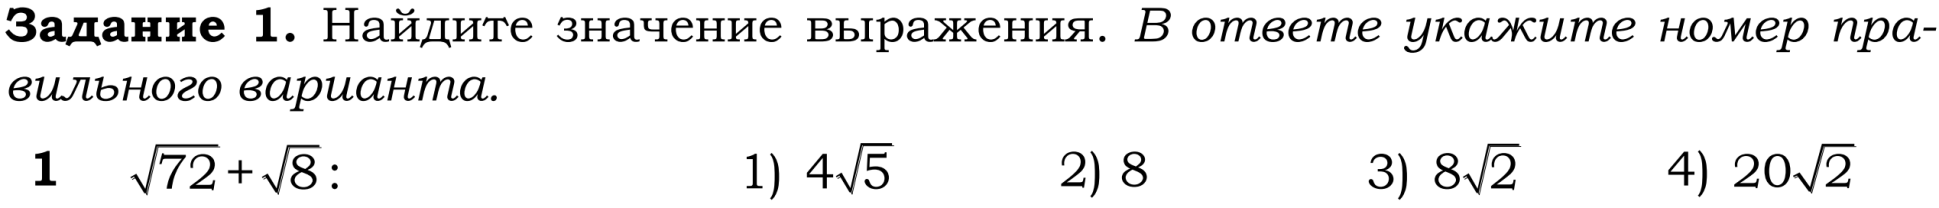 Задание 1. Найдите значение выражения. В ответе укажите номер пра-
вильного варианта.
1 √72 + √8 : 1) 4√5 2) 8 3) 8√2 4) 20√2